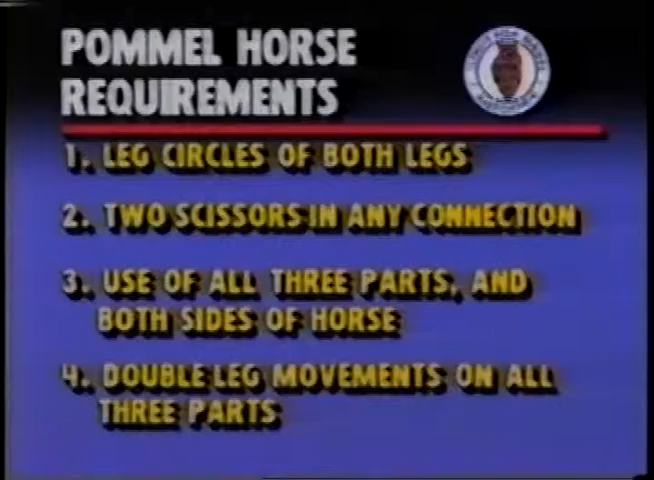 POMMEL HORSE
REQUIREMENTS
1. LEG CIRCLES OF BOTH LEGS
2. TWO SCISSORS IN ANY CONNECTION
3. USE OF ALL THREE PARTS, AND
BOTH SIDES OF HORSE
4. DOUBLE LEG MOVEMENTS ON ALL
THREE PARTS